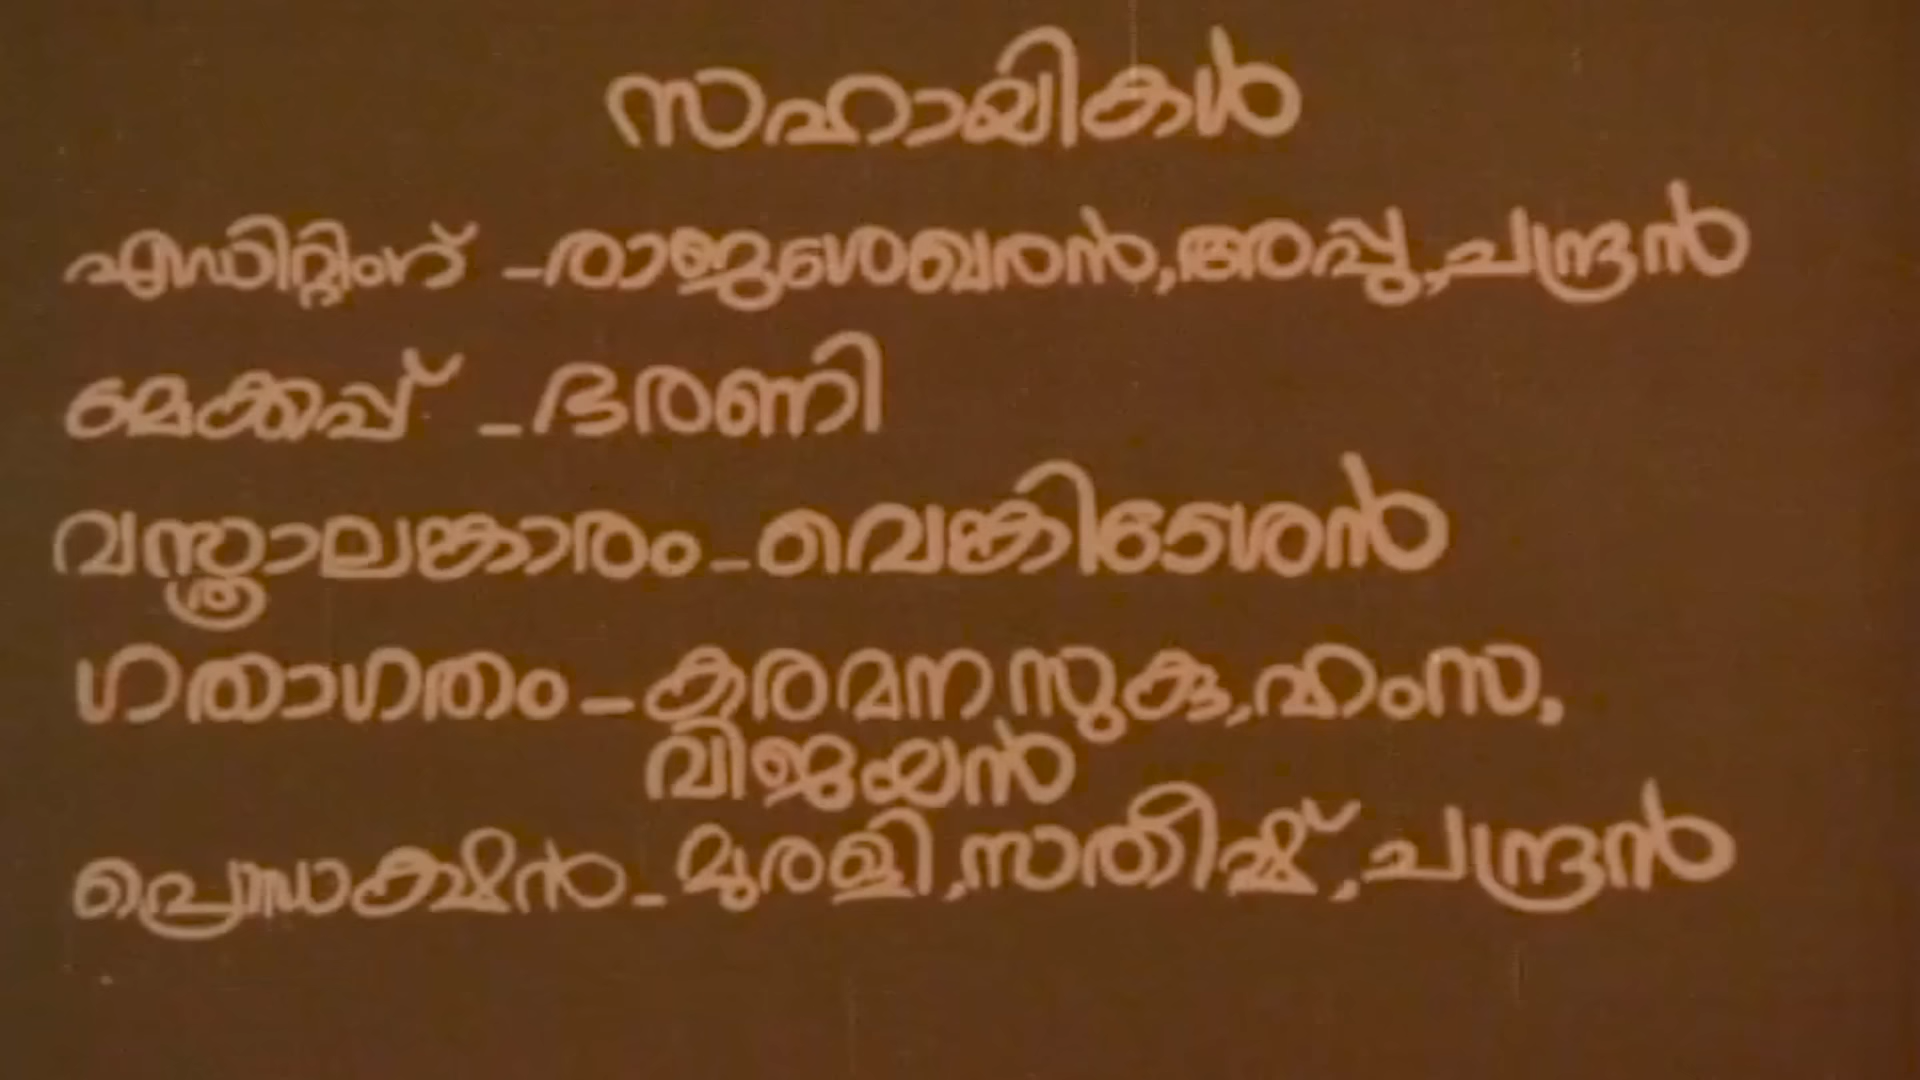 സഹായികൾ
എഡിറ്റിംഗ് - രാജുശേഖരൻ, അപ്പു, ചന്ദ്രൻ
മേക്കപ്പ് - ഭരണി
വസ്ത്രാലങ്കാരം - വെങ്കിടേശൻ
ഗതാഗതം - കരമന സുകു, ഹംസ,
വിജയൻ
പ്രൊഡക്ഷൻ - മുരളി, സതീഷ്, ചന്ദ്രൻ